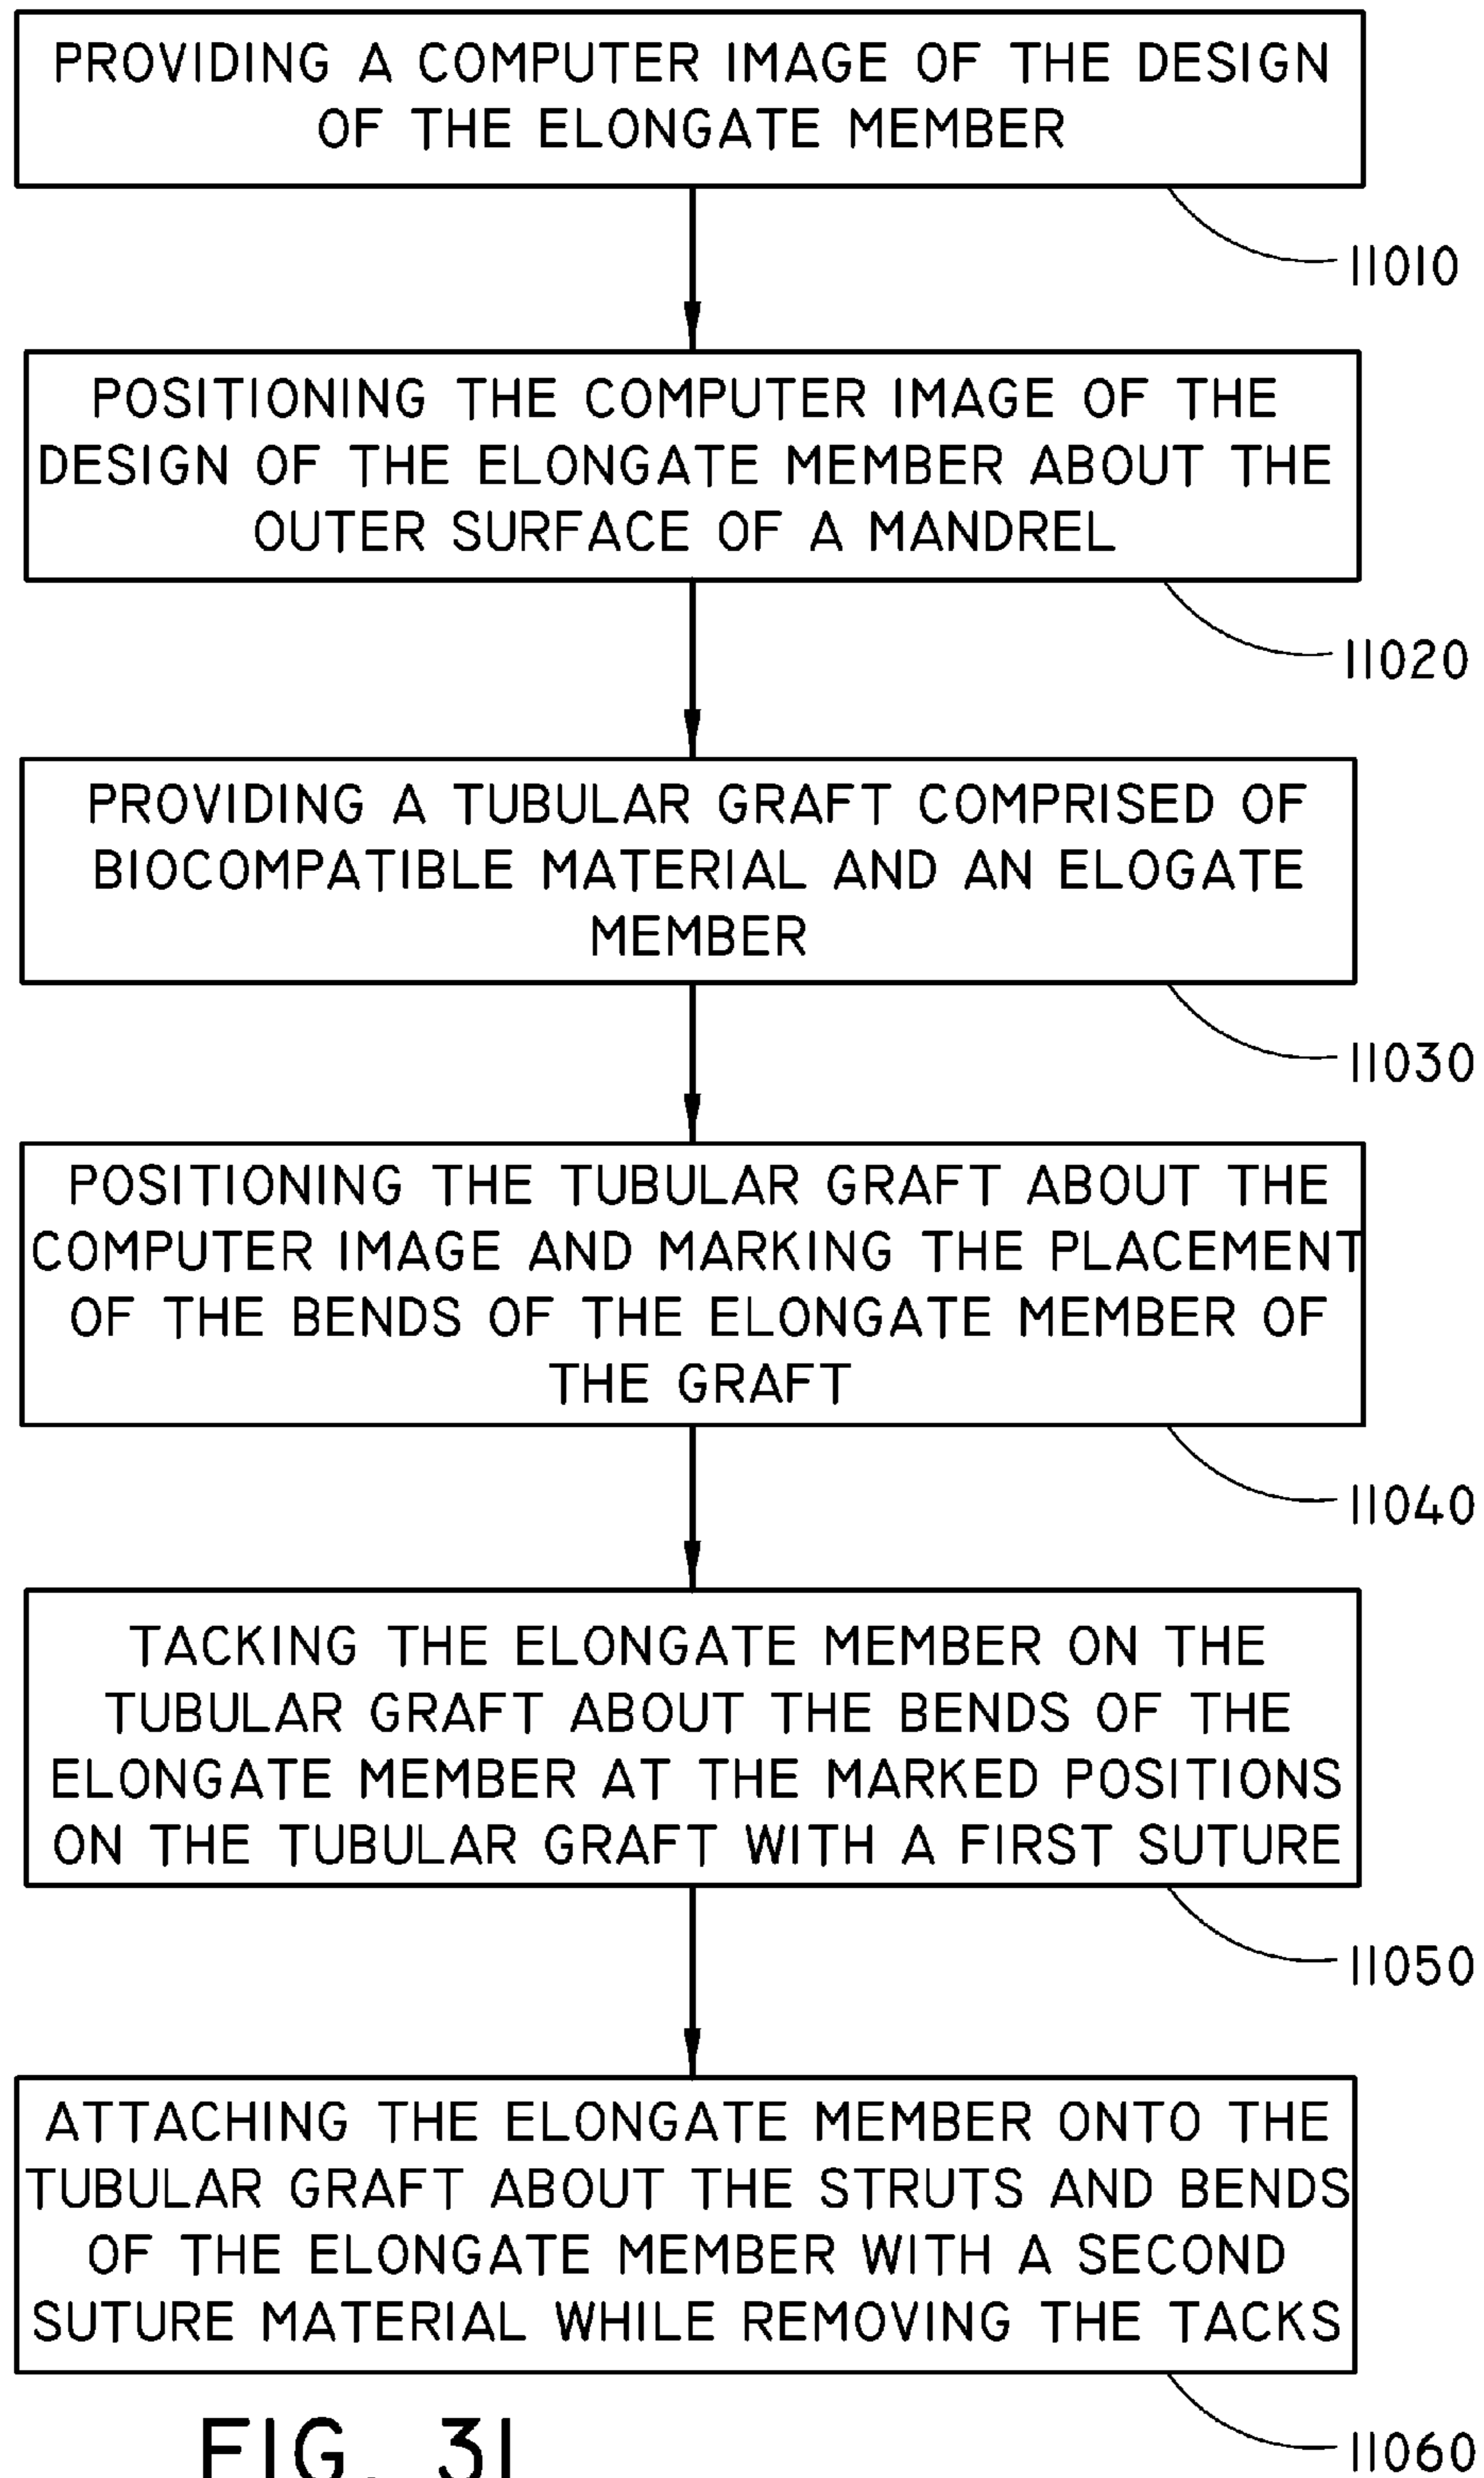 PROVIDING A COMPUTER IMAGE OF THE DESIGN
OF THE ELONGATE MEMBER
11010
POSITIONING THE COMPUTER IMAGE OF THE
DESIGN OF THE ELONGATE MEMBER ABOUT THE
OUTER SURFACE OF A MANDREL
11020
PROVIDING A TUBULAR GRAFT COMPRISED OF
BIOCOMPATIBLE MATERIAL AND AN ELOGATE
MEMBER
11030
POSITIONING THE TUBULAR GRAFT ABOUT THE
COMPUTER IMAGE AND MARKING THE PLACEMENT
OF THE BENDS OF THE ELONGATE MEMBER OF
THE GRAFT
11040
TACKING THE ELONGATE MEMBER ON THE
TUBULAR GRAFT ABOUT THE BENDS OF THE
ELONGATE MEMBER AT THE MARKED POSITIONS
ON THE TUBULAR GRAFT WITH A FIRST SUTURE
11050
ATTACHING THE ELONGATE MEMBER ONTO THE
TUBULAR GRAFT ABOUT THE STRUTS AND BENDS
OF THE ELONGATE MEMBER WITH A SECOND
SUTURE MATERIAL WHILE REMOVING THE TACKS
11060
FIG. 31